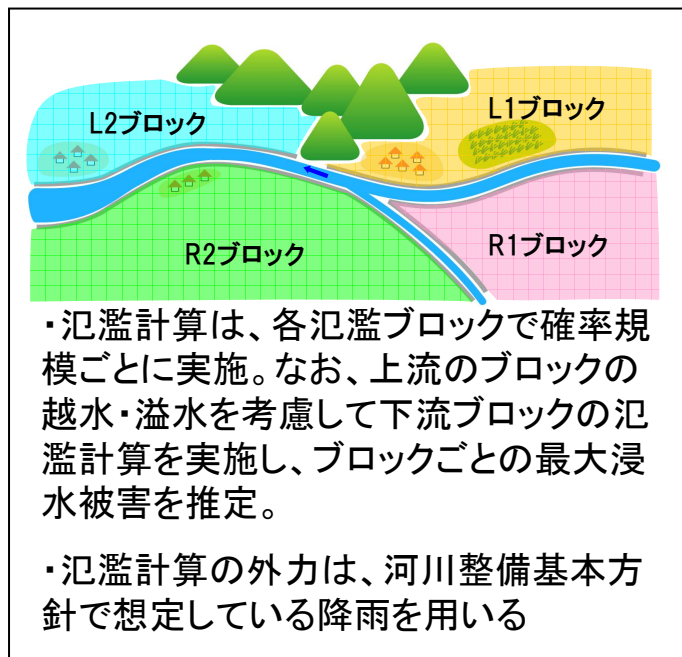 L2ブロック
L1ブロック
R2ブロック
R1ブロック
・氾濫計算は、各氾濫ブロックで確率規
模ごとに実施。なお、上流のブロックの
越水・溢水を考慮して下流ブロックの氾
濫計算を実施し、ブロックごとの最大浸
水被害を推定。
・氾濫計算の外力は、河川整備基本方
針で想定している降雨を用いる